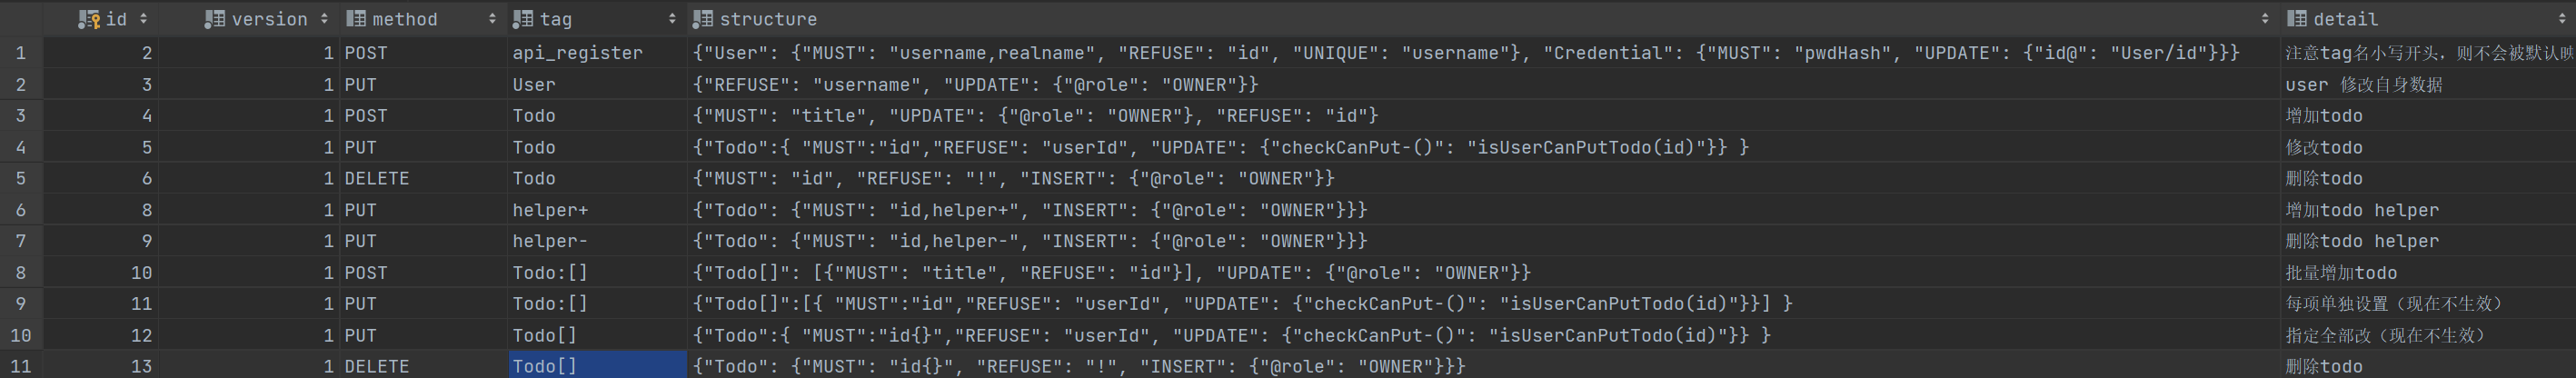 id version method tag structure detail
1 2 1 POST api_register {"User": {"MUST": "username,realname", "REFUSE": "id", "UNIQUE": "username"}, "Credential": {"MUST": "pwdHash", "UPDATE": {"id@": "User/id"}}} 注意tag名小写开头,则不会被默认映
2 3 1 PUT User {"REFUSE": "username", "UPDATE": {"@role": "OWNER"}} user 修改自身数据
3 4 1 POST Todo {"MUST": "title", "UPDATE": {"@role": "OWNER"}, "REFUSE": "id"} 增加todo
4 5 1 PUT Todo {"Todo":{ "MUST":"id","REFUSE": "userId", "UPDATE": {"checkCanPut-()": "isUserCanPutTodo(id)"}} } 修改todo
5 6 1 DELETE Todo {"MUST": "id", "REFUSE": "!", "INSERT": {"@role": "OWNER"}} 删除todo
6 8 1 PUT helper+ {"Todo": {"MUST": "id,helper+", "INSERT": {"@role": "OWNER"}}} 增加todo helper
7 9 1 PUT helper- {"Todo": {"MUST": "id,helper-", "INSERT": {"@role": "OWNER"}}} 删除todo helper
8 10 1 POST Todo:[] {"Todo[]": [{"MUST": "title", "REFUSE": "id"}], "UPDATE": {"@role": "OWNER"}} 批量增加todo
9 11 1 PUT Todo:[] {"Todo[]":[{ "MUST":"id","REFUSE": "userId", "UPDATE": {"checkCanPut-()": "isUserCanPutTodo(id)"}}] } 每项单独设置(现在不生效)
10 12 1 PUT Todo[] {"Todo":{ "MUST":"id{}","REFUSE": "userId", "UPDATE": {"checkCanPut-()": "isUserCanPutTodo(id)"}} } 指定全部改(现在不生效)
11 13 1 DELETE Todo[] {"Todo": {"MUST": "id{}", "REFUSE": "!", "INSERT": {"@role": "OWNER"}}} 删除todo